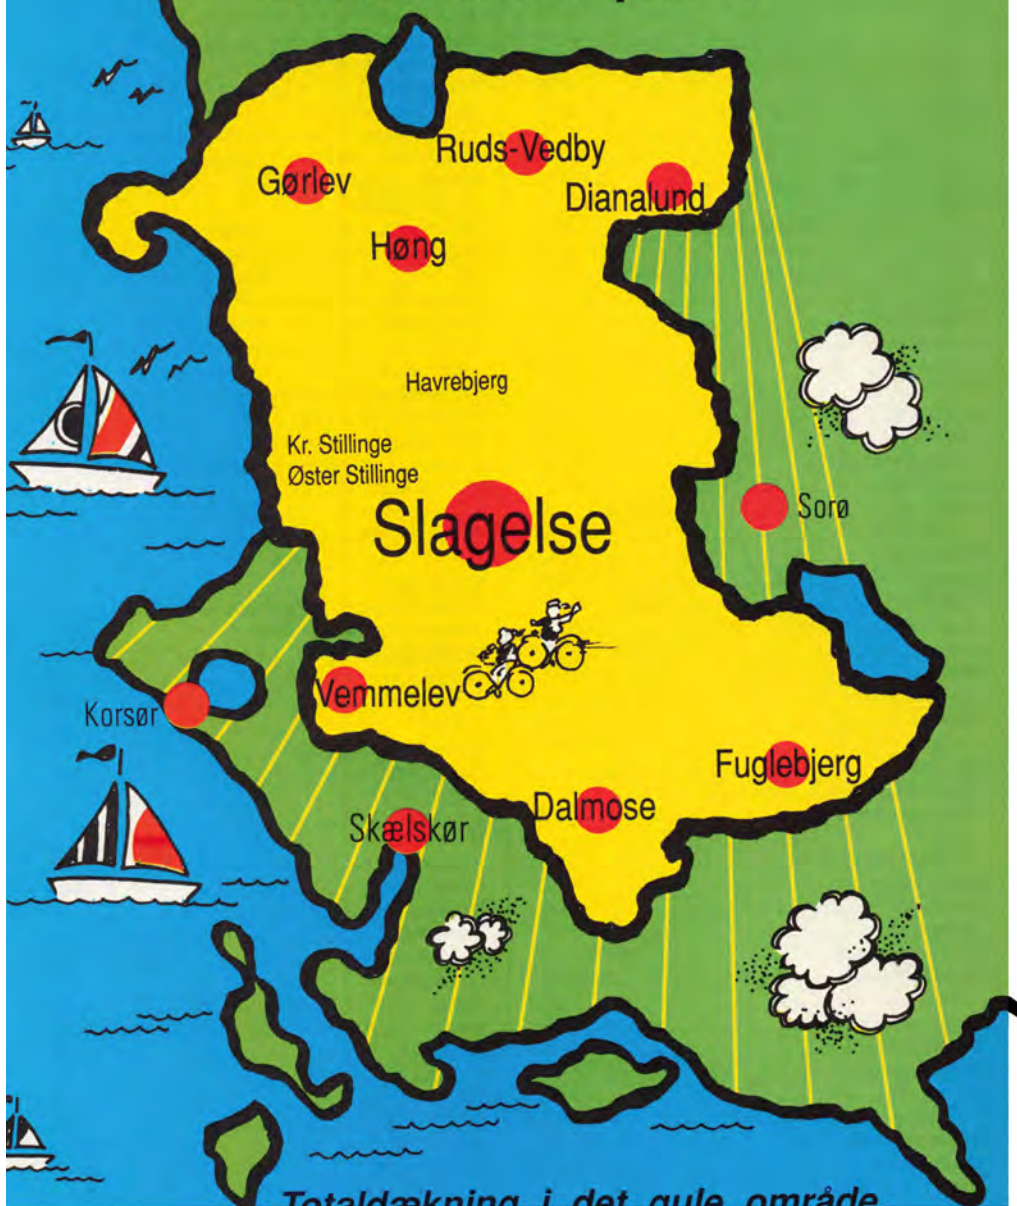 Ruds-Vedby
Gørlev
Dianalund
Høng
Havrebjerg
Kr. Stillinge
Øster Stillinge
Slagelse
Sorø
Vemmelev
Korsør
Fuglebjerg
Dalmose
Skælskør
Totaldækning i det gule område